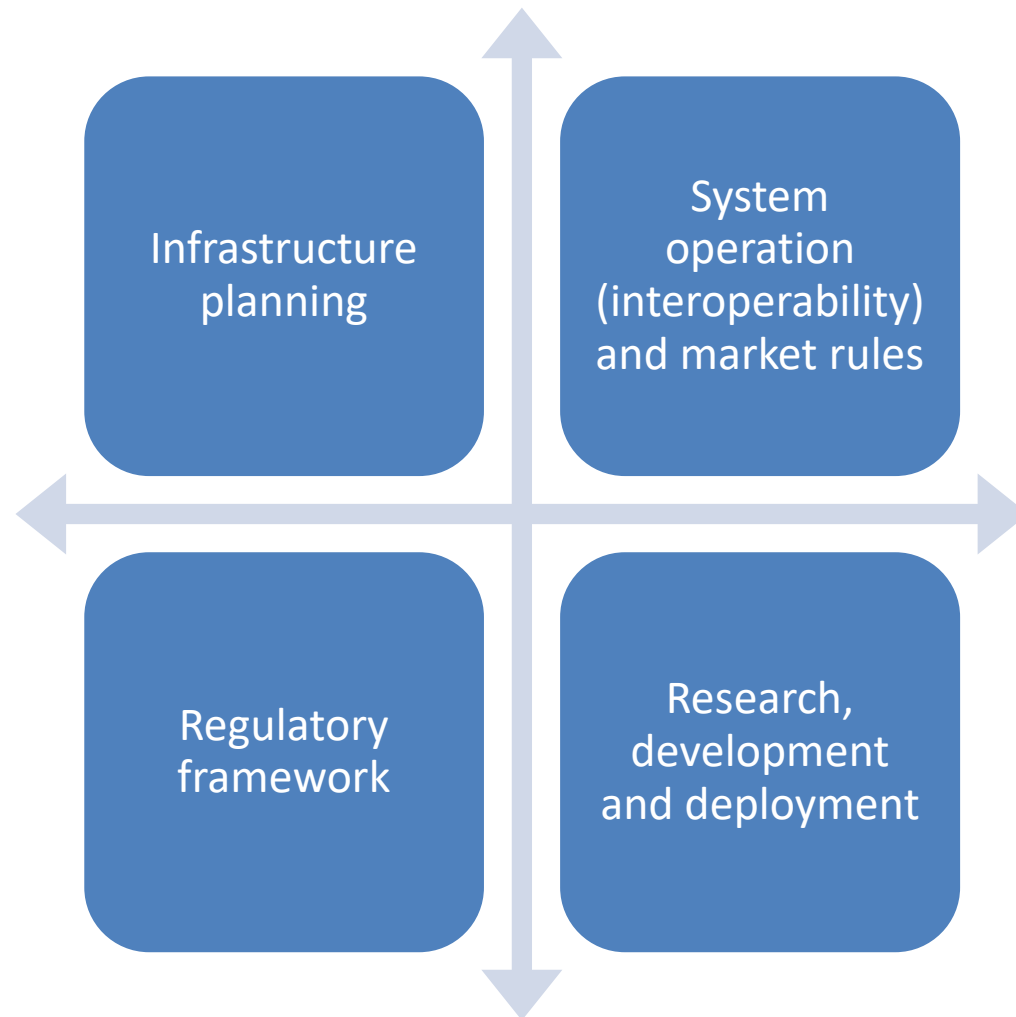 Infrastructure
planning
System
operation
(interoperability)
and market rules
Regulatory
framework
Research,
development
and deployment